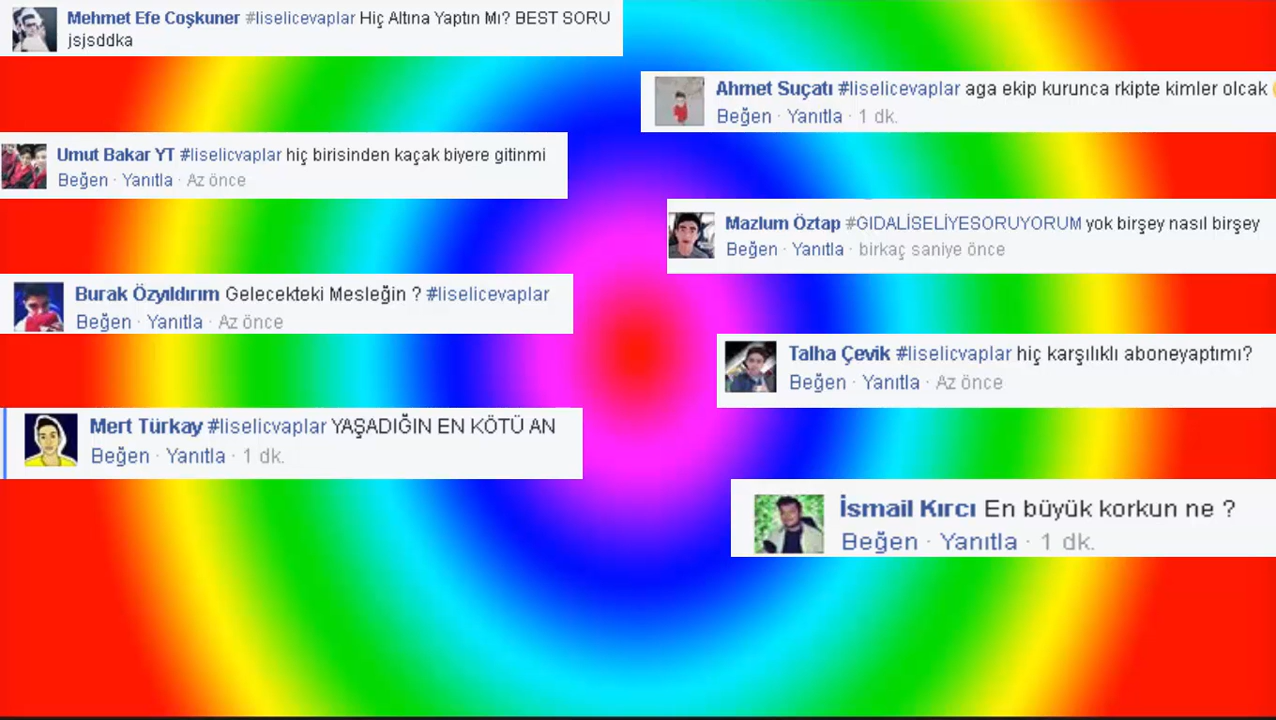 Mehmet Efe Coşkuner #liselicevaplar Hiç Altına Yaptın Mı? BEST SORU
jsjsddka
Ahmet Suçatı #liselicevaplar aga ekip kurunca rkipte kimler olcak
Beğen · Yanıtla · 1 dk.
Umut Bakar YT #liselicvaplar hiç birisinden kaçak biyere gitinmi
Beğen · Yanıtla · Az önce
Mazlum Öztap #GIDALİSELİYESORUYORUM yok birşey nasıl birşey
Beğen · Yanıtla · birkaç saniye önce
Burak Özyıldırım Gelecekteki Mesleğin ? #liselicevaplar
Beğen · Yanıtla · Az önce
Talha Çevik #liselicvaplar hiç karşılıklı aboneyaptımı?
Beğen · Yanıtla · Az önce
Mert Türkay #liselicvaplar YAŞADIĞIN EN KÖTÜ AN
Beğen · Yanıtla · 1 dk.
İsmail Kırcı En büyük korkun ne ?
Beğen · Yanıtla · 1 dk.